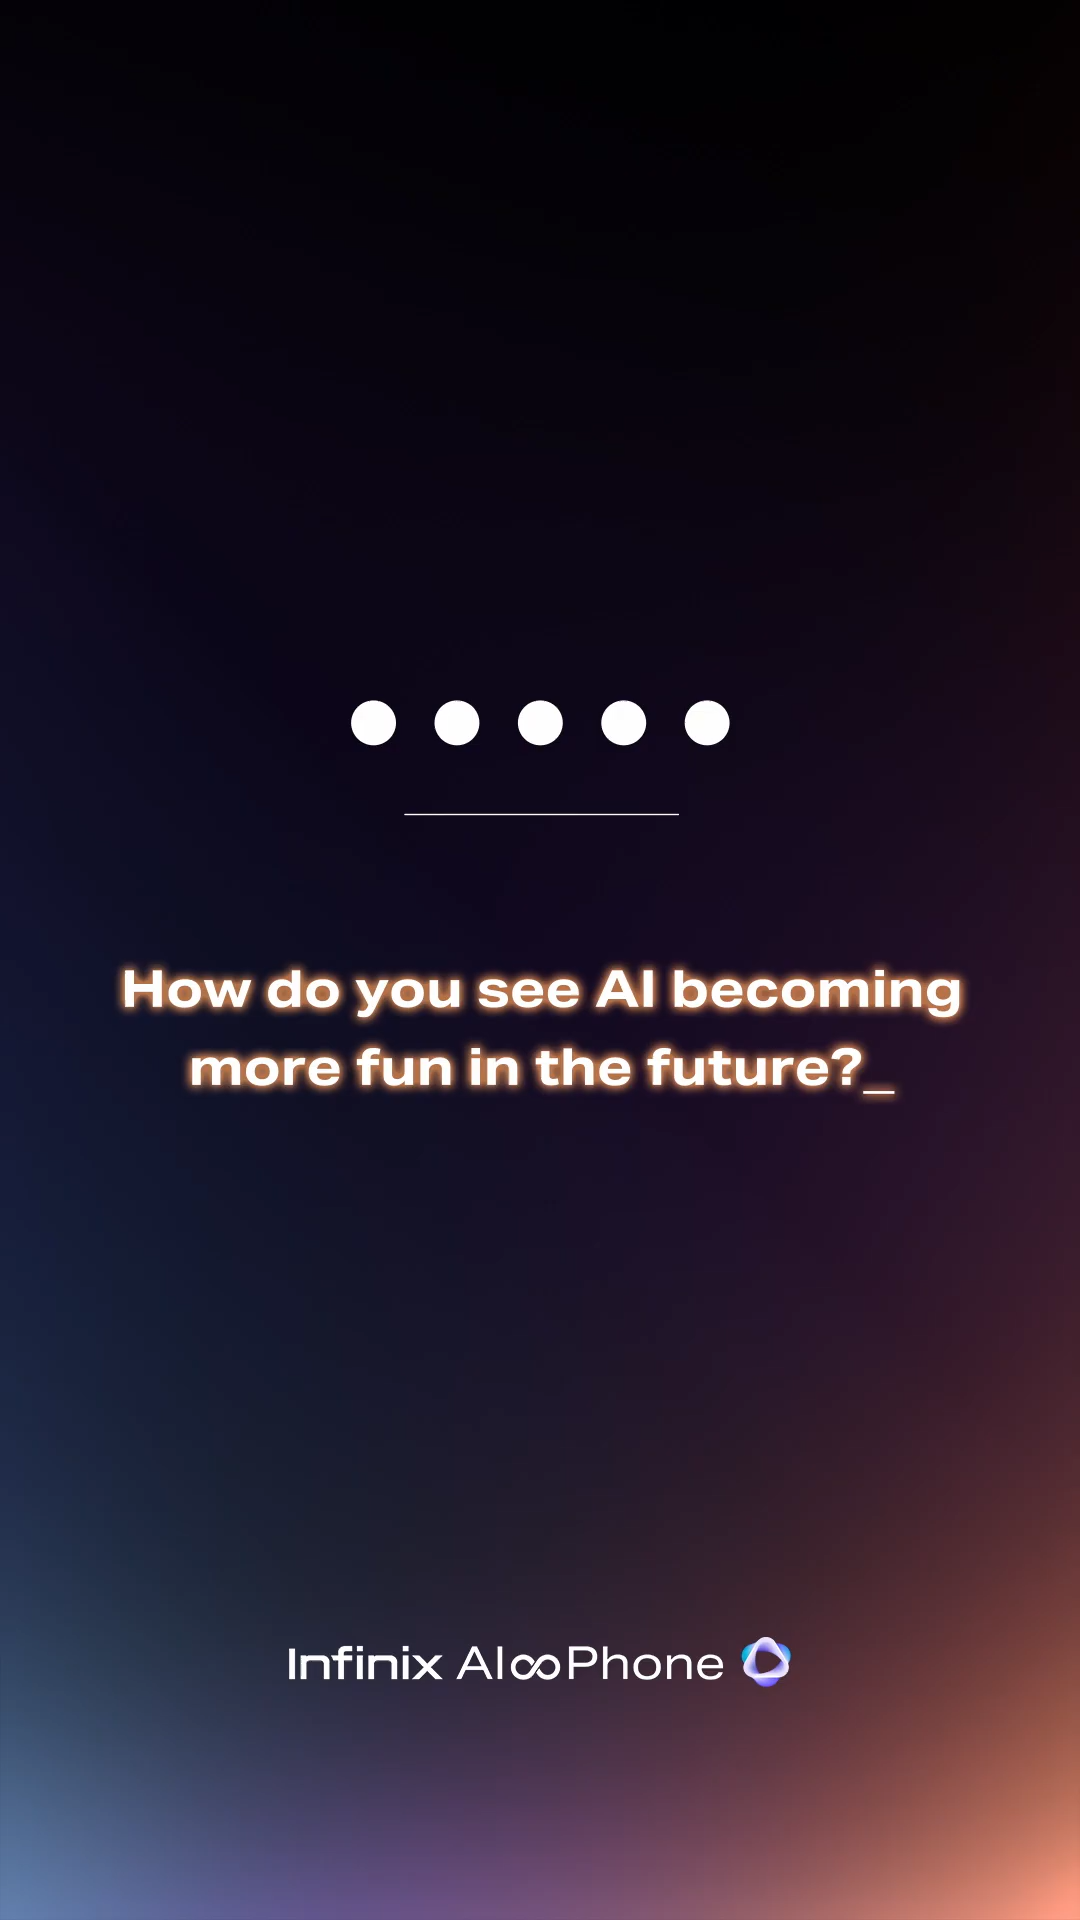 How do you see AI becoming
more fun in the future?_
Infinix AI∞Phone